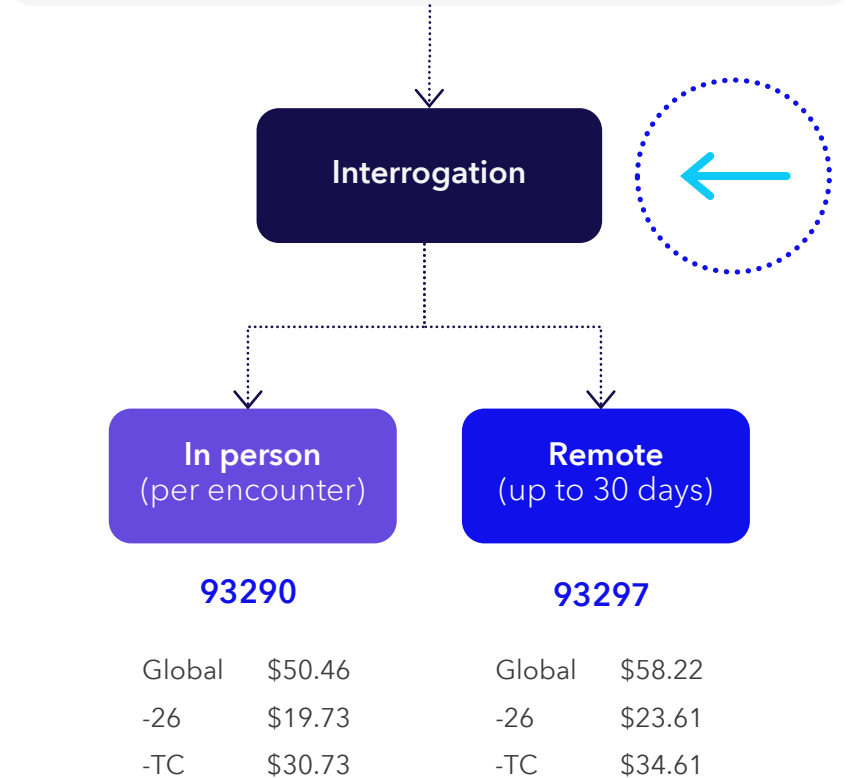 Interrogation
In person
(per encounter)
93290
Global $50.46
-26 $19.73
-TC $30.73
Remote
(up to 30 days)
93297
Global $58.22
-26 $23.61
-TC $34.61